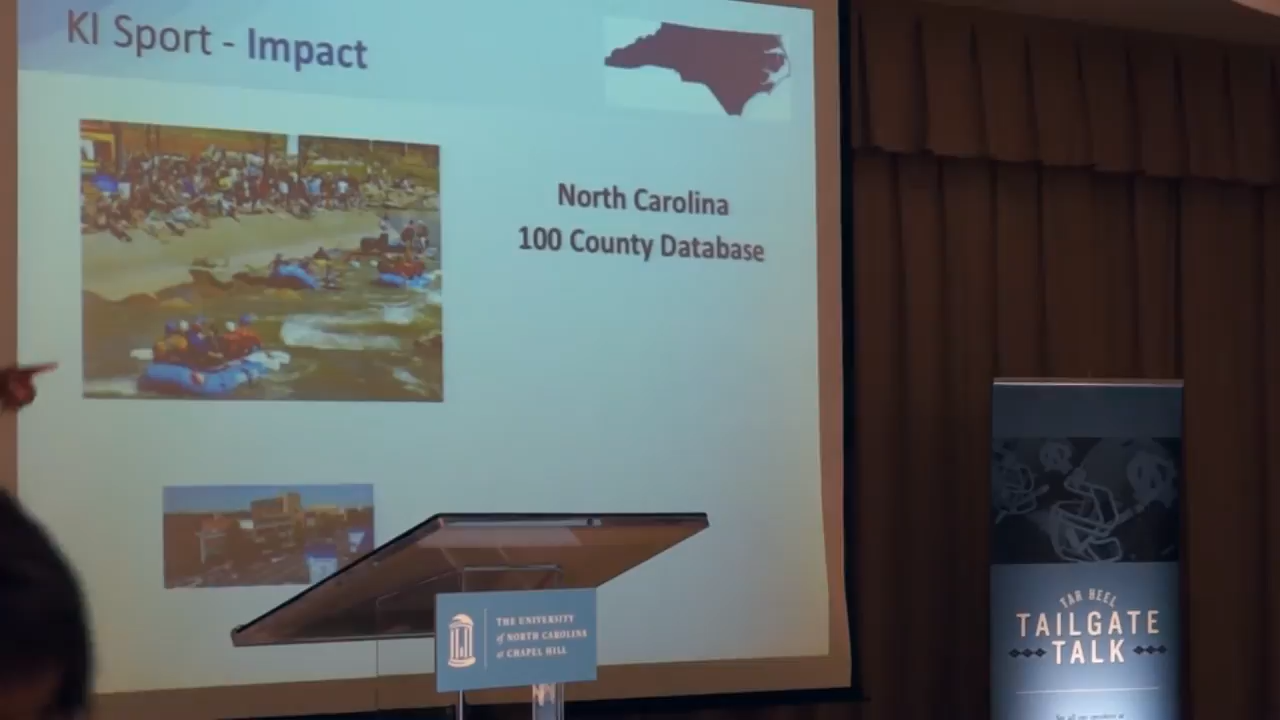 KI Sport - Impact
North Carolina
100 County Database
THE UNIVERSITY
of NORTH CAROLINA
at CHAPEL HILL
TAR HEEL
TAILGATE
TALK